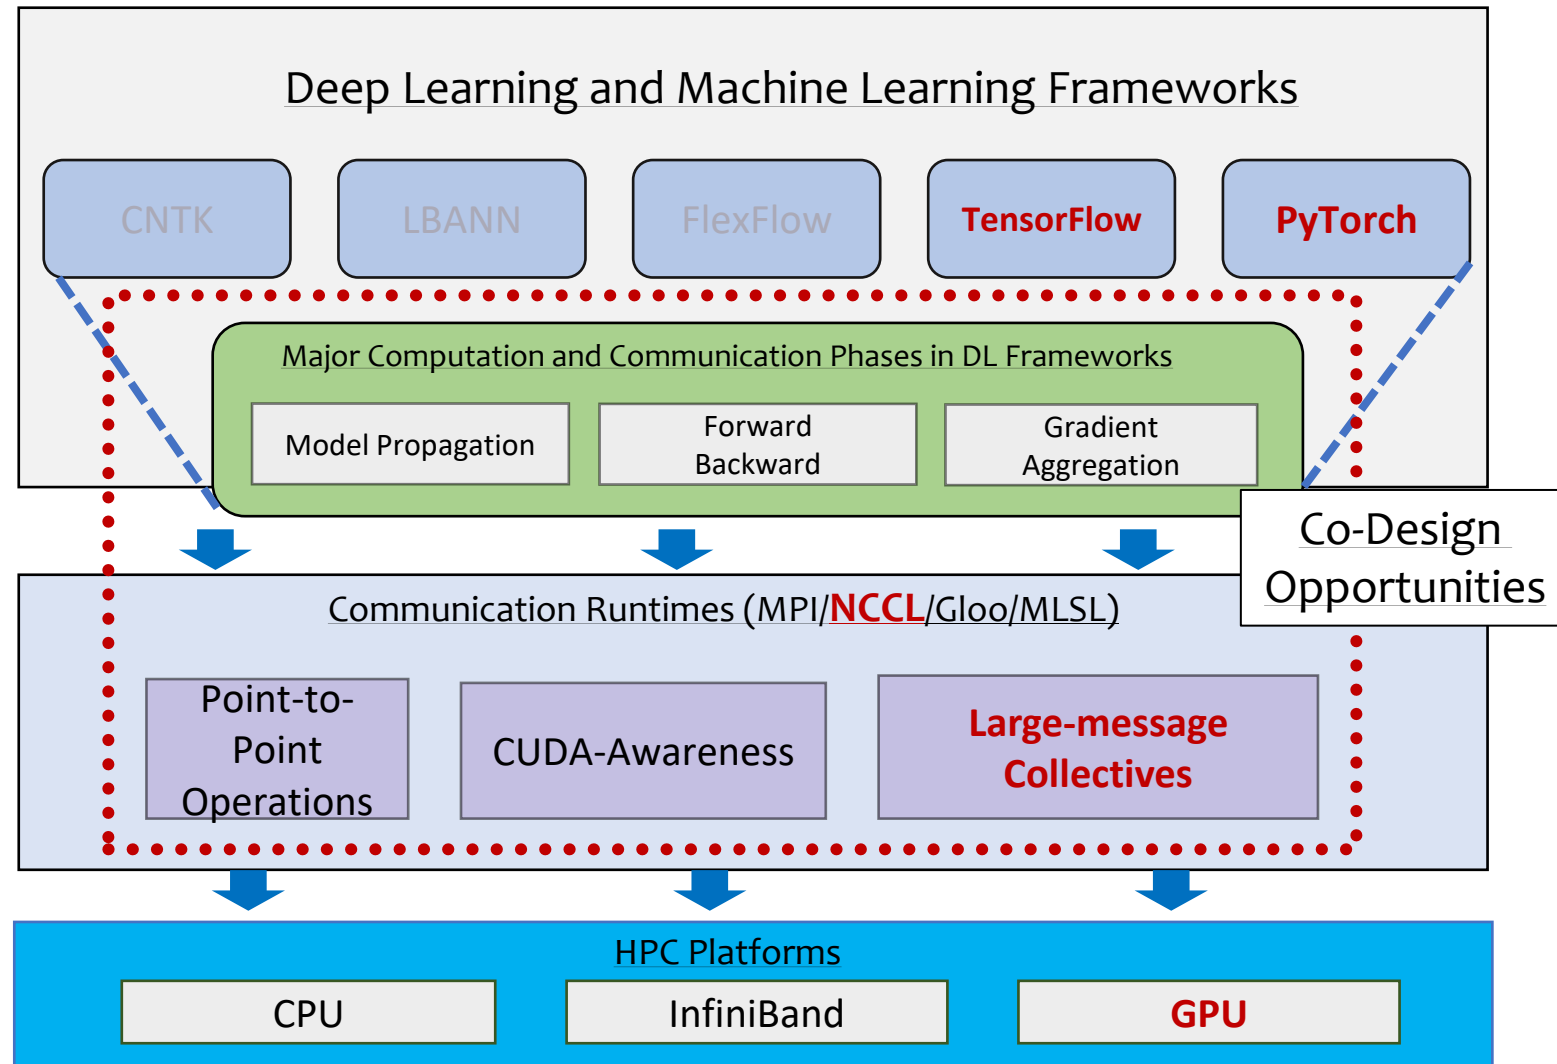 Deep Learning and Machine Learning Frameworks
CNTK
LBANN
FlexFlow
TensorFlow
PyTorch
Major Computation and Communication Phases in DL Frameworks
Model Propagation
Forward
Backward
Gradient
Aggregation
Co-Design
Opportunities
Communication Runtimes (MPI/NCCL/Gloo/MLSL)
Point-to-
Point
Operations
CUDA-Awareness
Large-message
Collectives
HPC Platforms
CPU
InfiniBand
GPU